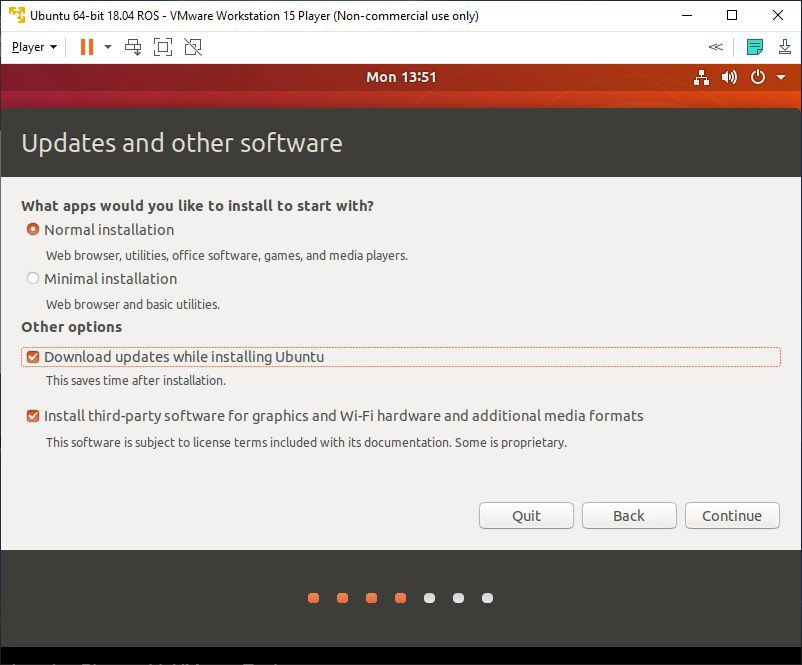 Ubuntu 64-bit 18.04 ROS - VMware Workstation 15 Player (Non-commercial use only)
Player
Mon 13:51
Updates and other software
What apps would you like to install to start with?
Normal installation
Web browser, utilities, office software, games, and media players.
Minimal installation
Web browser and basic utilities.
Other options
Download updates while installing Ubuntu
This saves time after installation.
Install third-party software for graphics and Wi-Fi hardware and additional media formats
This software is subject to license terms included with its documentation. Some is proprietary.
Quit Back Continue